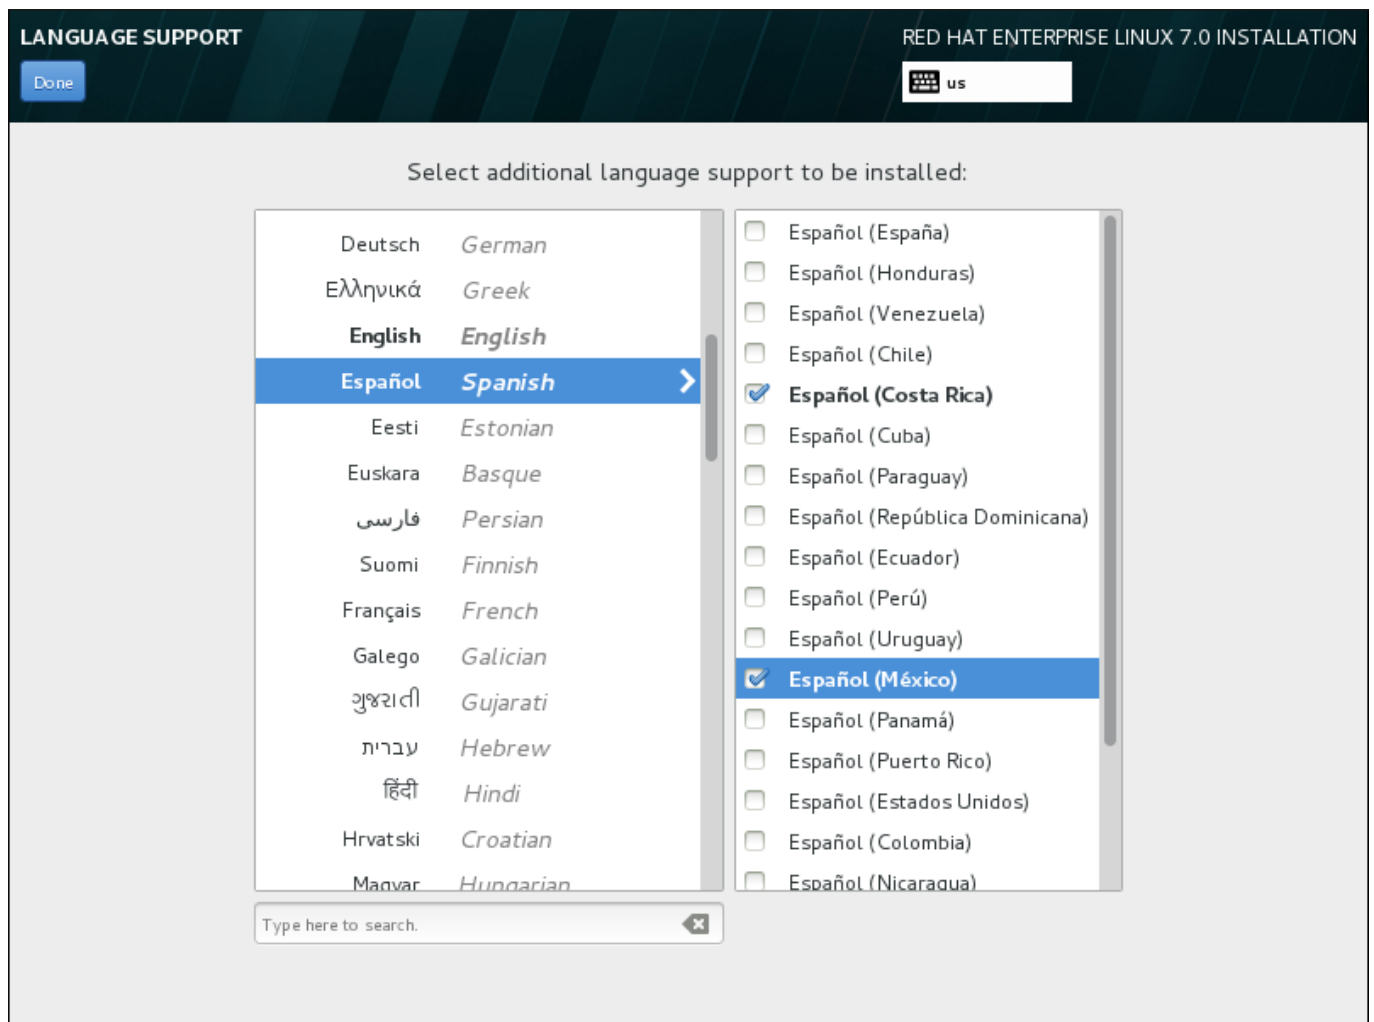 LANGUAGE SUPPORT
RED HAT ENTERPRISE LINUX 7.0 INSTALLATION
Done
us
Select additional language support to be installed:
Deutsch German
Ελληνικά Greek
English English
Español Spanish
Eesti Estonian
Euskara Basque
فارسی Persian
Suomi Finnish
Français French
Galego Galician
ગુજરાતી Gujarati
עברית Hebrew
हिंदी Hindi
Hrvatski Croatian
Magyar Hungarian
Type here to search.
Español (España)
Español (Honduras)
Español (Venezuela)
Español (Chile)
Español (Costa Rica)
Español (Cuba)
Español (Paraguay)
Español (República Dominicana)
Español (Ecuador)
Español (Perú)
Español (Uruguay)
Español (México)
Español (Panamá)
Español (Puerto Rico)
Español (Estados Unidos)
Español (Colombia)
Español (Nicaragua)